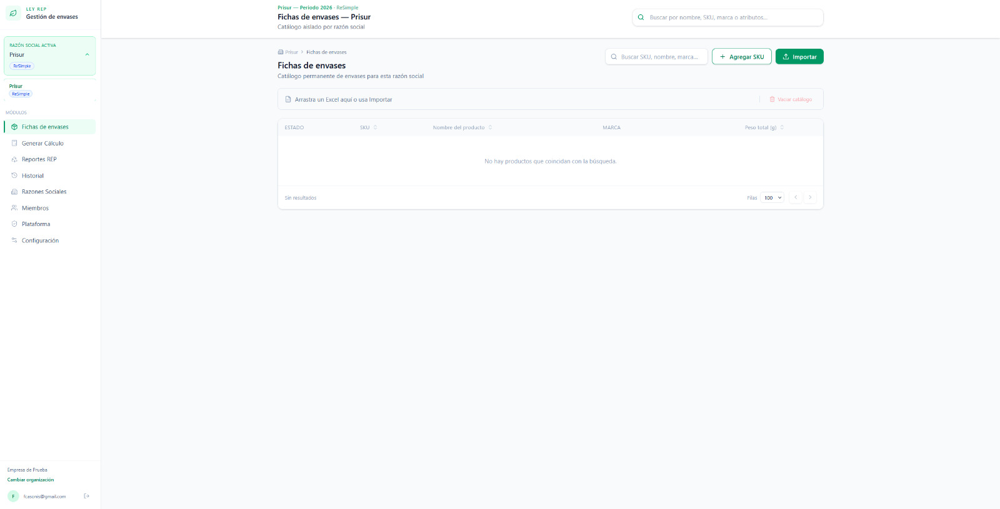 LEY REP
Gestión de envases
RAZÓN SOCIAL ACTIVA
Prisur
ReSimple
Prisur
ReSimple
MÓDULOS
Fichas de envases
Generar Cálculo
Reportes REP
Historial
Razones Sociales
Miembros
Plataforma
Configuración
Empresa de Prueba
Cambiar organización
F
fcasonis@gmail.com
Prisur — Periodo 2026 · ReSimple
Fichas de envases — Prisur
Catálogo aislado por razón social
Buscar por nombre, SKU, marca o atributos...
Prisur > Fichas de envases
Fichas de envases
Catálogo permanente de envases para esta razón social
Buscar SKU, nombre, marca...
+ Agregar SKU
Importar
Arrastra un Excel aquí o usa Importar
Vaciar catálogo
ESTADO SKU Nombre del producto MARCA Peso total (g)
No hay productos que coincidan con la búsqueda.
Sin resultados
Filas 100